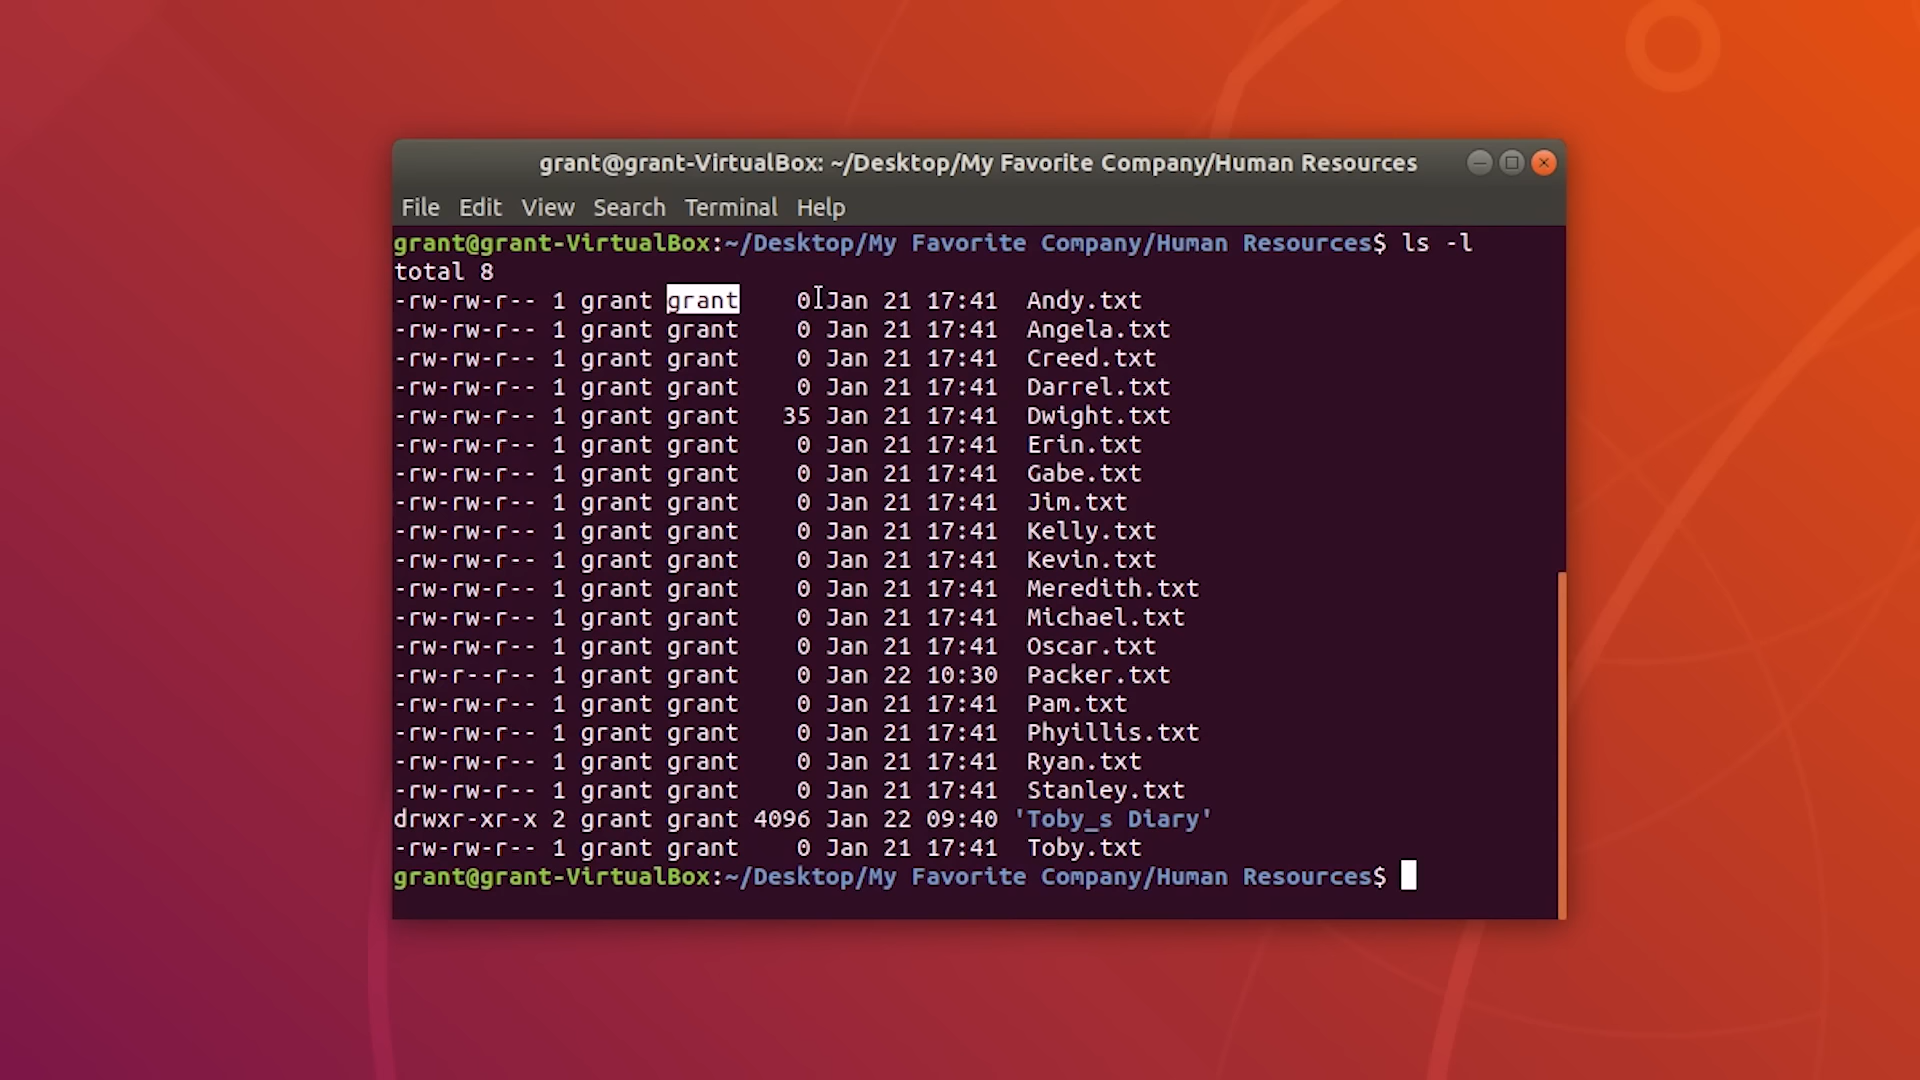 grant@grant-VirtualBox: ~/Desktop/My Favorite Company/Human Resources
File Edit View Search Terminal Help
grant@grant-VirtualBox:~/Desktop/My Favorite Company/Human Resources$ ls -l
total 8
-rw-rw-r-- 1 grant grant    0 Jan 21 17:41  Andy.txt
-rw-rw-r-- 1 grant grant    0 Jan 21 17:41  Angela.txt
-rw-rw-r-- 1 grant grant    0 Jan 21 17:41  Creed.txt
-rw-rw-r-- 1 grant grant    0 Jan 21 17:41  Darrel.txt
-rw-rw-r-- 1 grant grant   35 Jan 21 17:41  Dwight.txt
-rw-rw-r-- 1 grant grant    0 Jan 21 17:41  Erin.txt
-rw-rw-r-- 1 grant grant    0 Jan 21 17:41  Gabe.txt
-rw-rw-r-- 1 grant grant    0 Jan 21 17:41  Jim.txt
-rw-rw-r-- 1 grant grant    0 Jan 21 17:41  Kelly.txt
-rw-rw-r-- 1 grant grant    0 Jan 21 17:41  Kevin.txt
-rw-rw-r-- 1 grant grant    0 Jan 21 17:41  Meredith.txt
-rw-rw-r-- 1 grant grant    0 Jan 21 17:41  Michael.txt
-rw-rw-r-- 1 grant grant    0 Jan 21 17:41  Oscar.txt
-rw-r--r-- 1 grant grant    0 Jan 22 10:30  Packer.txt
-rw-rw-r-- 1 grant grant    0 Jan 21 17:41  Pam.txt
-rw-rw-r-- 1 grant grant    0 Jan 21 17:41  Phyillis.txt
-rw-rw-r-- 1 grant grant    0 Jan 21 17:41  Ryan.txt
-rw-rw-r-- 1 grant grant    0 Jan 21 17:41  Stanley.txt
drwxr-xr-x 2 grant grant 4096 Jan 22 09:40 'Toby_s Diary'
-rw-rw-r-- 1 grant grant    0 Jan 21 17:41  Toby.txt
grant@grant-VirtualBox:~/Desktop/My Favorite Company/Human Resources$